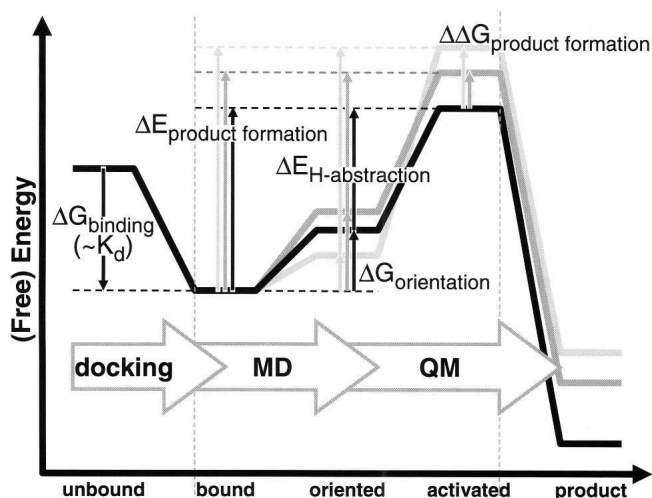 ΔΔG product formation
ΔE product formation
ΔE H-abstraction
ΔG binding
(~K d)
ΔG orientation
(Free) Energy
docking MD QM
unbound bound oriented activated product